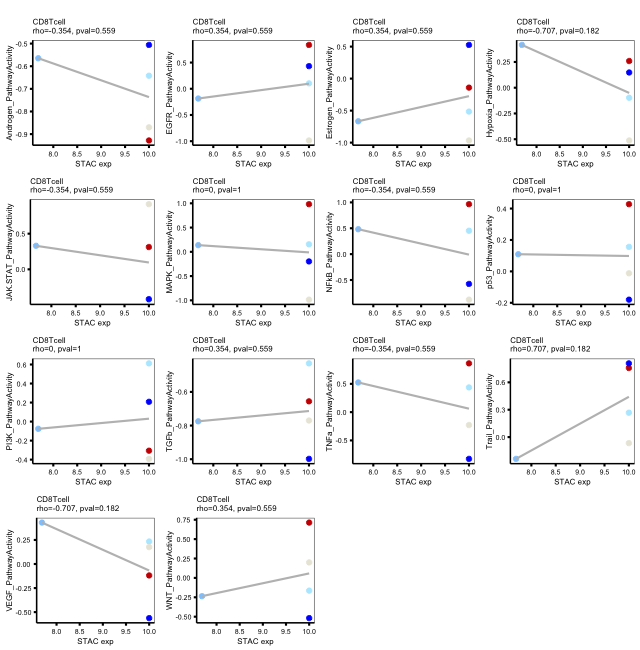 CD8Tcell
rho=-0.354, pval=0.559
Androgen_PathwayActivity
-0.5
-0.6
-0.7
-0.8
-0.9
8.0 8.5 9.0 9.5 10.0
STAC exp
CD8Tcell
rho=0.354, pval=0.559
EGFR_PathwayActivity
0.5
0.0
-0.5
-1.0
8.0 8.5 9.0 9.5 10.0
STAC exp
CD8Tcell
rho=0.354, pval=0.559
Estrogen_PathwayActivity
0.5
0.0
-0.5
-1.0
8.0 8.5 9.0 9.5 10.0
STAC exp
CD8Tcell
rho=-0.707, pval=0.182
Hypoxia_PathwayActivity
0.25
0.00
-0.25
-0.50
8.0 8.5 9.0 9.5 10.0
STAC exp
CD8Tcell
rho=-0.354, pval=0.559
JAK.STAT_PathwayActivity
0.5
0.0
8.0 8.5 9.0 9.5 10.0
STAC exp
CD8Tcell
rho=0, pval=1
MAPK_PathwayActivity
1.0
0.5
0.0
-0.5
-1.0
8.0 8.5 9.0 9.5 10.0
STAC exp
CD8Tcell
rho=-0.354, pval=0.559
NFkB_PathwayActivity
1.0
0.5
0.0
-0.5
8.0 8.5 9.0 9.5 10.0
STAC exp
CD8Tcell
rho=0, pval=1
p53_PathwayActivity
0.4
0.2
0.0
-0.2
8.0 8.5 9.0 9.5 10.0
STAC exp
CD8Tcell
rho=0, pval=1
PI3K_PathwayActivity
0.6
0.4
0.2
0.0
-0.2
-0.4
8.0 8.5 9.0 9.5 10.0
STAC exp
CD8Tcell
rho=0.354, pval=0.559
TGFb_PathwayActivity
-0.6
-0.8
-1.0
8.0 8.5 9.0 9.5 10.0
STAC exp
CD8Tcell
rho=-0.354, pval=0.559
TNFa_PathwayActivity
0.5
0.0
-0.5
8.0 8.5 9.0 9.5 10.0
STAC exp
CD8Tcell
rho=0.707, pval=0.182
Trail_PathwayActivity
0.6
0.3
0.0
8.0 8.5 9.0 9.5 10.0
STAC exp
CD8Tcell
rho=-0.707, pval=0.182
VEGF_PathwayActivity
0.25
0.00
-0.25
-0.50
8.0 8.5 9.0 9.5 10.0
STAC exp
CD8Tcell
rho=0.354, pval=0.559
WNT_PathwayActivity
0.75
0.50
0.25
0.00
-0.25
-0.50
8.0 8.5 9.0 9.5 10.0
STAC exp